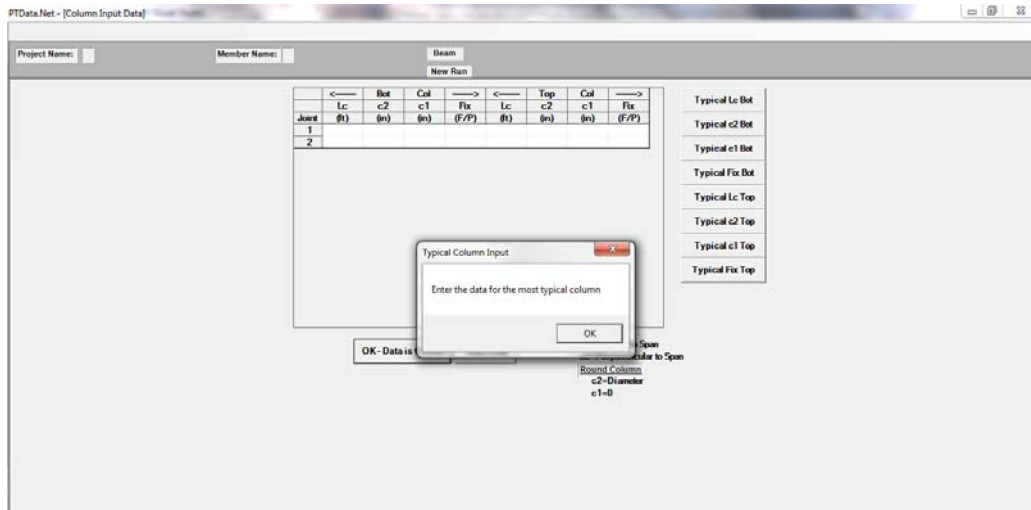 PTData.Net - [Column Input Data]
Project Name: Member Name: Beam
New Run
<---- Bot Col ----> <---- Top Col ---->
Lc c2 c1 Fix Lc c2 c1 Fix
Joint (ft) (in) (in) (F/P) (ft) (in) (in) (F/P)
1
2
Typical Lc Bot
Typical c2 Bot
Typical c1 Bot
Typical Fix Bot
Typical Lc Top
Typical c2 Top
Typical c1 Top
Typical Fix Top
Typical Column Input
Enter the data for the most typical column
OK
OK - Data is
Span
to Span
Round Column
c2=Diameter
c1=0